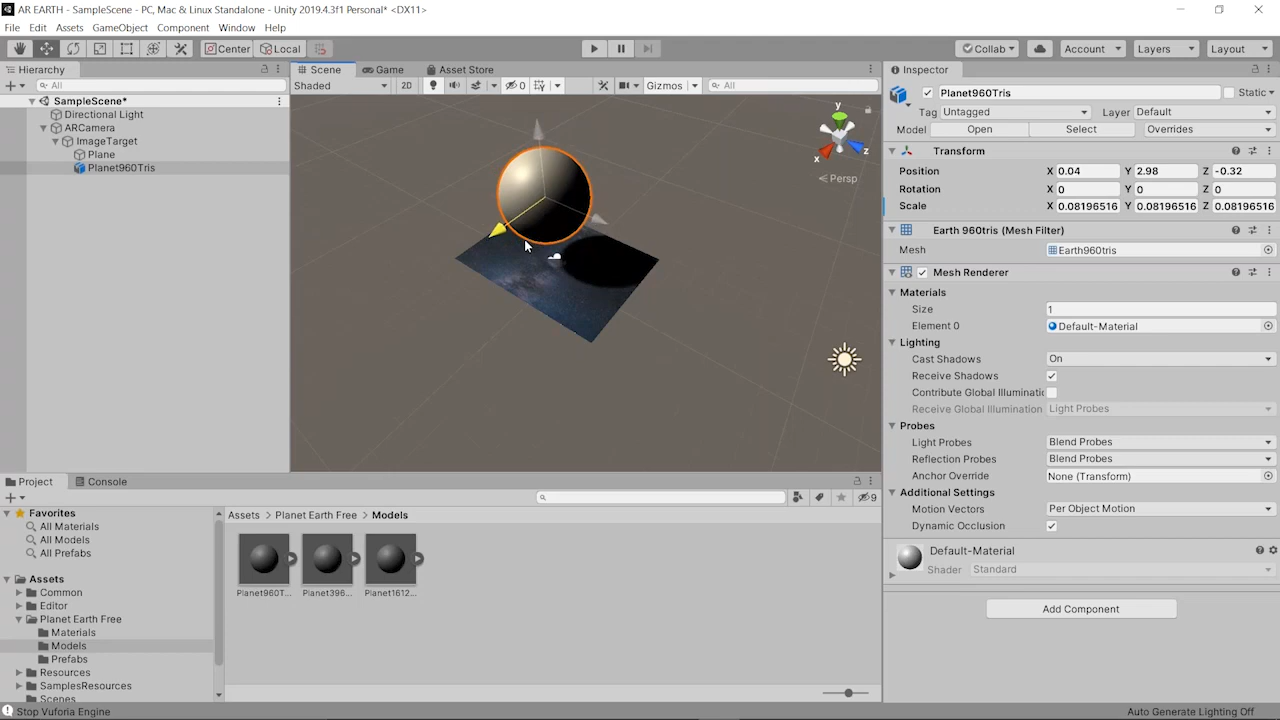 AR EARTH - SampleScene - PC, Mac & Linux Standalone - Unity 2019.4.3f1 Personal* <DX11>
File Edit Assets GameObject Component Window Help
Center Local Collab Account Layers Layout
Hierarchy Scene Game Asset Store Inspector
All Shaded 2D 0 Gizmos All
SampleScene*
Directional Light
ARCamera
ImageTarget
Plane
Planet960Tris
y
x
z
Persp
Planet960Tris Static
Tag Untagged Layer Default
Model Open Select Overrides
Transform
Position X 0.04 Y 2.98 Z -0.32
Rotation X 0 Y 0 Z 0
Scale X 0.08196516 Y 0.08196516 Z 0.08196516
Earth 960tris (Mesh Filter)
Mesh Earth960tris
Mesh Renderer
Materials
Size 1
Element 0 Default-Material
Lighting
Cast Shadows On
Receive Shadows
Contribute Global Illuminatic
Receive Global Illumination Light Probes
Probes
Light Probes Blend Probes
Reflection Probes Blend Probes
Anchor Override None (Transform)
Additional Settings
Motion Vectors Per Object Motion
Dynamic Occlusion
Default-Material
Shader Standard
Add Component
Project Console
9
Favorites
All Materials
All Models
All Prefabs
Assets
Common
Editor
Planet Earth Free
Materials
Models
Prefabs
Resources
SamplesResources
Scenes
Assets > Planet Earth Free > Models
Planet960T... Planet396... Planet1612...
Stop Vuforia Engine
Auto Generate Lighting Off